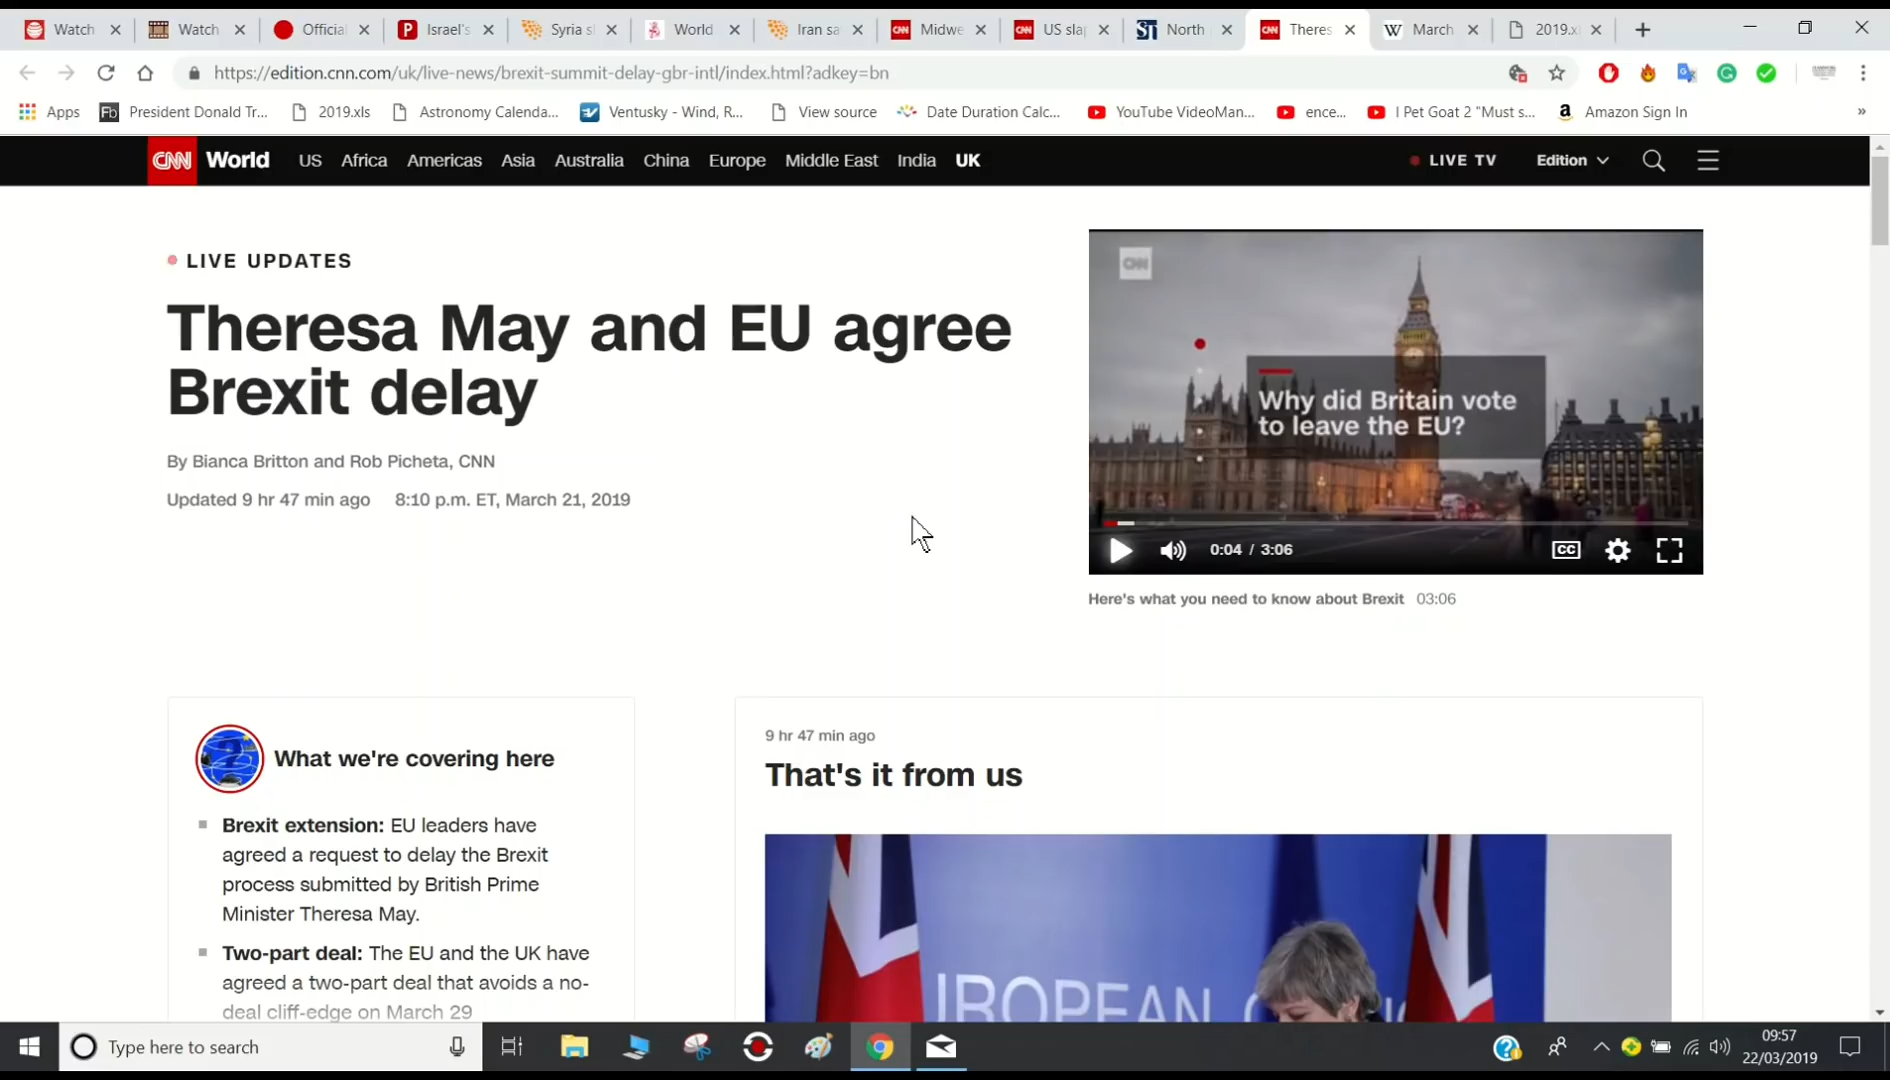 Watch
Watch
Official
Israel's
Syria s
World
Iran sa
Midwe
US sla
North
Theres
March
2019.x
https://edition.cnn.com/uk/live-news/brexit-summit-delay-gbr-intl/index.html?adkey=bn
Apps
President Donald Tr...
2019.xls
Astronomy Calenda...
Ventusky - Wind, R...
View source
Date Duration Calc...
YouTube VideoMan...
ence...
I Pet Goat 2 "Must s...
Amazon Sign In
»
CNN World US Africa Americas Asia Australia China Europe Middle East India UK
LIVE TV Edition
LIVE UPDATES
Theresa May and EU agree
Brexit delay
By Bianca Britton and Rob Picheta, CNN
Updated 9 hr 47 min ago 8:10 p.m. ET, March 21, 2019
CNN
Why did Britain vote
to leave the EU?
0:04 / 3:06
CC
Here's what you need to know about Brexit 03:06
What we're covering here
Brexit extension: EU leaders have
agreed a request to delay the Brexit
process submitted by British Prime
Minister Theresa May.
Two-part deal: The EU and the UK have
agreed a two-part deal that avoids a no-
deal cliff-edge on March 29
9 hr 47 min ago
That's it from us
UROPEAN
Type here to search
09:57
22/03/2019